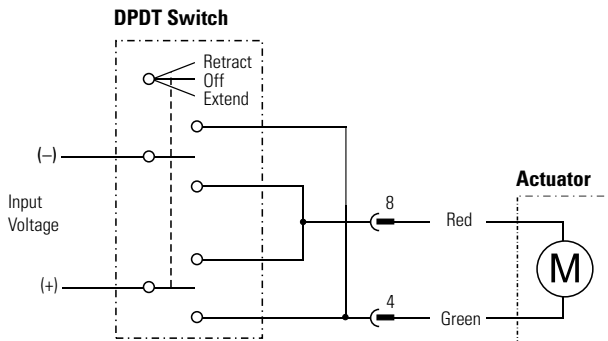 DPDT Switch
Retract
Off
Extend
(–)
Input
Voltage
(+)
8
Red
4
Green
Actuator
M